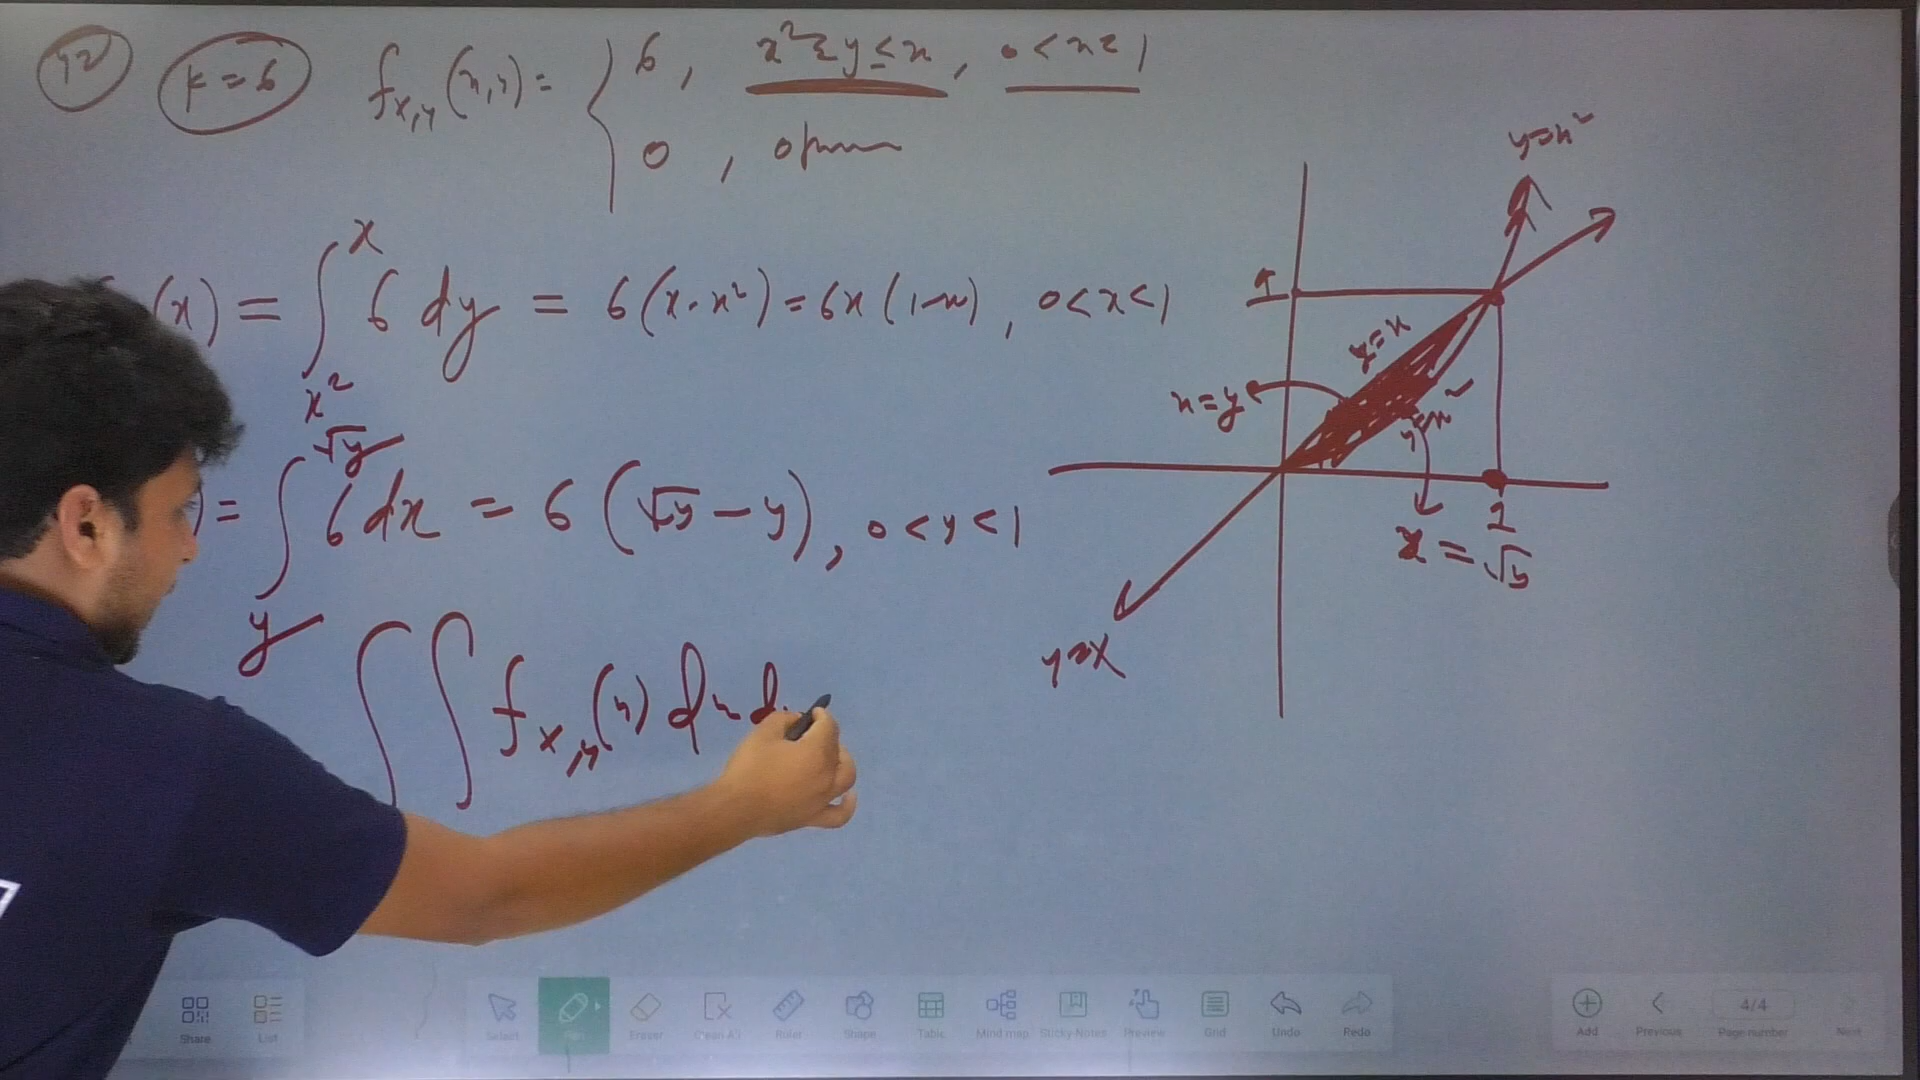 42
k=6
f_{X,Y}(x,y) = { 6, x²≤y≤x, 0<x≤1
0,
(x) = ∫_{x²}^{x} 6 dy = 6(x-x²) = 6x(1-x), 0<x<1
) = ∫_{y}^{√y} 6 dx = 6(√y - y), 0<y<1
∫∫ f_{X,Y}(x) dx d
y=x²
1
y=x
x=y
y=x²
1
x=√y
y=x
Share
List
Select
Pen
Eraser
Clean All
Ruler
Shape
Table
Mind map
Sticky Notes
Preview
Grid
Undo
Redo
Add
Previous
4/4
Page number
Next